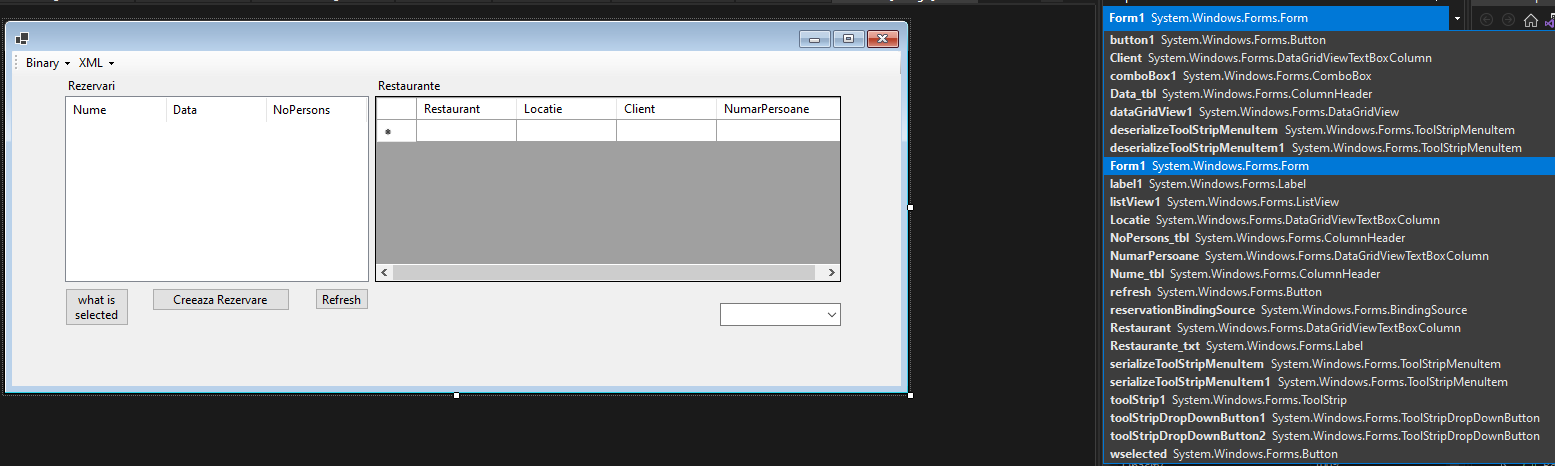 Form1 System.Windows.Forms.Form
Binary XML
Rezervari Restaurante
Nume Data NoPersons
Restaurant Locatie Client NumarPersoane
what is
selected
Creeaza Rezervare
Refresh
button1 System.Windows.Forms.Button
Client System.Windows.Forms.DataGridViewTextBoxColumn
comboBox1 System.Windows.Forms.ComboBox
Data_tbl System.Windows.Forms.ColumnHeader
dataGridView1 System.Windows.Forms.DataGridView
deserializeToolStripMenuItem System.Windows.Forms.ToolStripMenuItem
deserializeToolStripMenuItem1 System.Windows.Forms.ToolStripMenuItem
Form1 System.Windows.Forms.Form
label1 System.Windows.Forms.Label
listView1 System.Windows.Forms.ListView
Locatie System.Windows.Forms.DataGridViewTextBoxColumn
NoPersons_tbl System.Windows.Forms.ColumnHeader
NumarPersoane System.Windows.Forms.DataGridViewTextBoxColumn
Nume_tbl System.Windows.Forms.ColumnHeader
refresh System.Windows.Forms.Button
reservationBindingSource System.Windows.Forms.BindingSource
Restaurant System.Windows.Forms.DataGridViewTextBoxColumn
Restaurante_txt System.Windows.Forms.Label
serializeToolStripMenuItem System.Windows.Forms.ToolStripMenuItem
serializeToolStripMenuItem1 System.Windows.Forms.ToolStripMenuItem
toolStrip1 System.Windows.Forms.ToolStrip
toolStripDropDownButton1 System.Windows.Forms.ToolStripDropDownButton
toolStripDropDownButton2 System.Windows.Forms.ToolStripDropDownButton
wselected System.Windows.Forms.Button